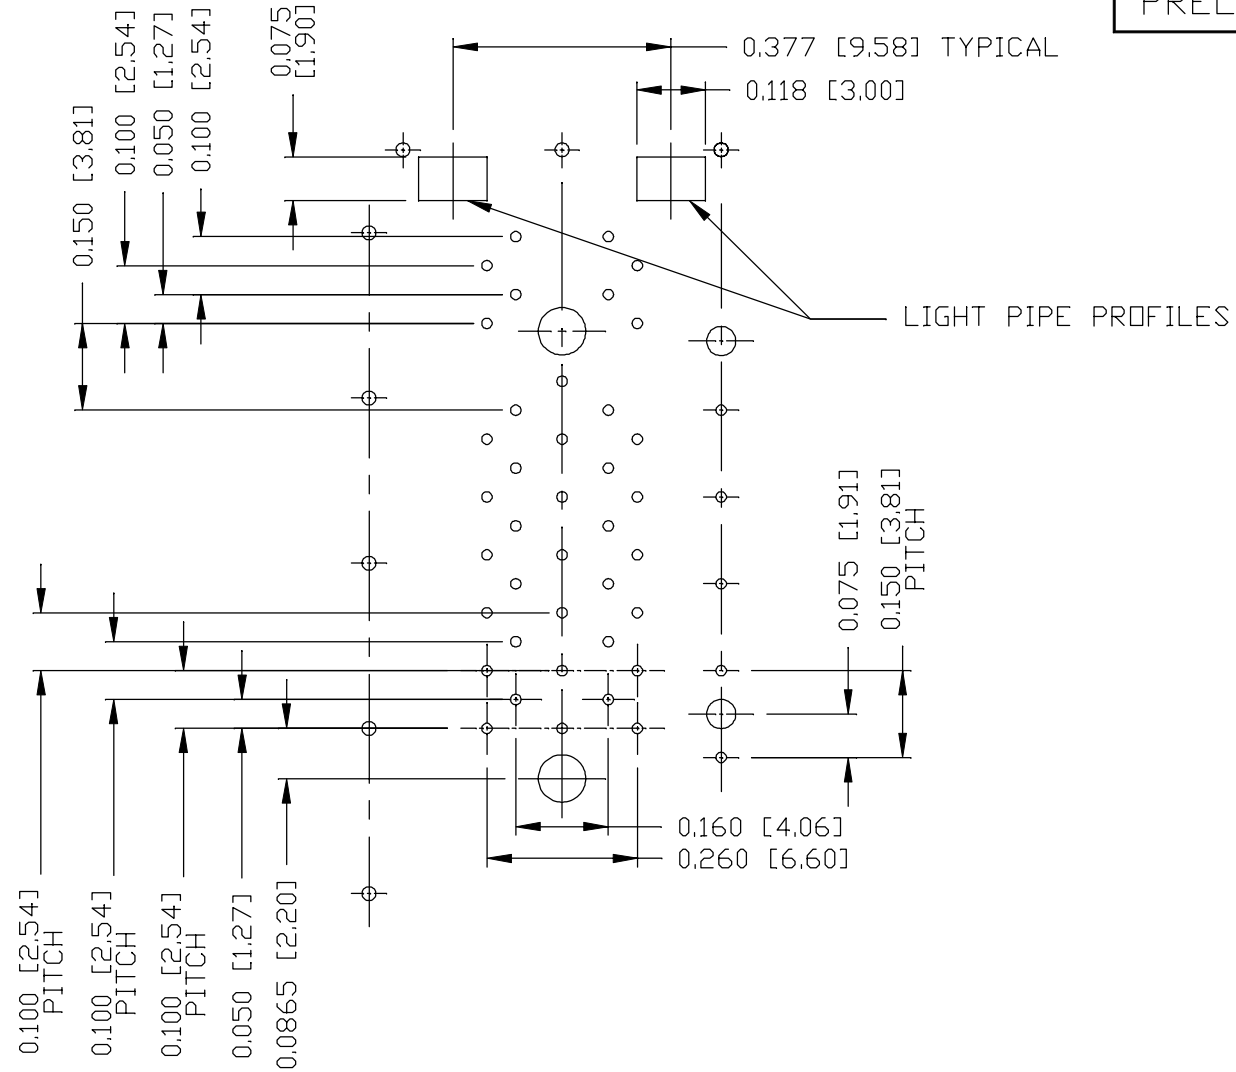 PREL
0.075
[1.90]
0.100 [2.54]
0.050 [1.27]
0.100 [2.54]
0.150 [3.81]
0.377 [9.58] TYPICAL
0.118 [3.00]
LIGHT PIPE PROFILES
0.075 [1.91]
0.150 [3.81]
PITCH
0.160 [4.06]
0.260 [6.60]
0.100 [2.54]
PITCH
0.100 [2.54]
PITCH
0.100 [2.54]
PITCH
0.050 [1.27]
0.0865 [2.20]